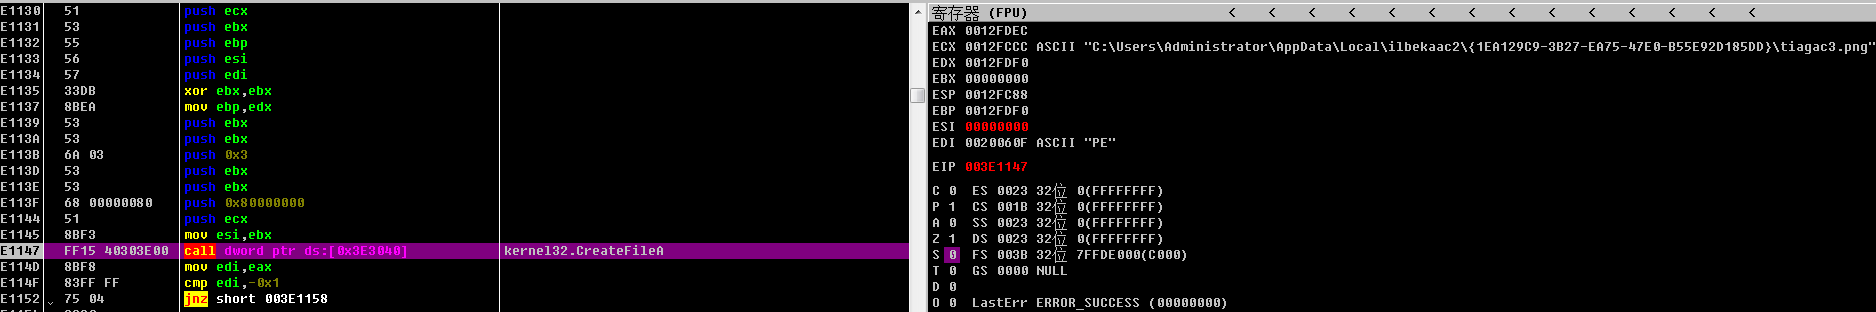 E1130 51 push ecx
E1131 53 push ebx
E1132 55 push ebp
E1133 56 push esi
E1134 57 push edi
E1135 33DB xor ebx,ebx
E1137 8BEA mov ebp,edx
E1139 53 push ebx
E113A 53 push ebx
E113B 6A 03 push 0x3
E113D 53 push ebx
E113E 53 push ebx
E113F 68 00000080 push 0x80000000
E1144 51 push ecx
E1145 8BF3 mov esi,ebx
E1147 FF15 40303E00 call dword ptr ds:[0x3E3040] kernel32.CreateFileA
E114D 8BF8 mov edi,eax
E114F 83FF FF cmp edi,-0x1
E1152 75 04 jnz short 003E1158
寄存器 (FPU) < < < < < < < < < < < < < <
EAX 0012FDEC
ECX 0012FCCC ASCII "C:\Users\Administrator\AppData\Local\ilbekaac2\{1EA129C9-3B27-EA75-47E0-B55E92D185DD}\tiagac3.png"
EDX 0012FDF0
EBX 00000000
ESP 0012FC88
EBP 0012FDF0
ESI 00000000
EDI 0020060F ASCII "PE"
EIP 003E1147
C 0 ES 0023 32位 0(FFFFFFFF)
P 1 CS 001B 32位 0(FFFFFFFF)
A 0 SS 0023 32位 0(FFFFFFFF)
Z 1 DS 0023 32位 0(FFFFFFFF)
S 0 FS 003B 32位 7FFDE000(C000)
T 0 GS 0000 NULL
D 0
O 0 LastErr ERROR_SUCCESS (00000000)